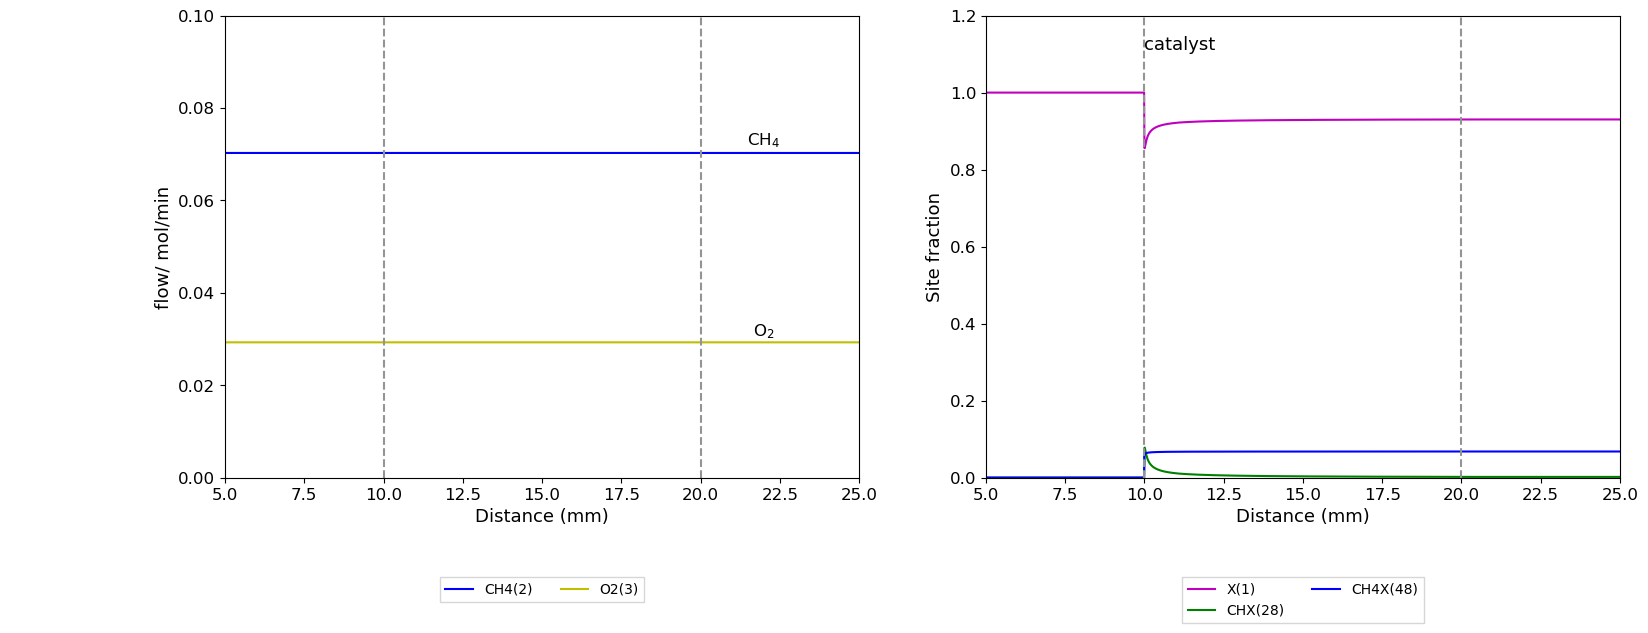 0.10
0.08
0.06
0.04
0.02
0.00
flow/ mol/min
CH₄
O₂
5.0 7.5 10.0 12.5 15.0 17.5 20.0 22.5 25.0
Distance (mm)
CH4(2) O2(3)
1.2
1.0
0.8
0.6
0.4
0.2
0.0
Site fraction
catalyst
5.0 7.5 10.0 12.5 15.0 17.5 20.0 22.5 25.0
Distance (mm)
X(1) CH4X(48)
CHX(28)